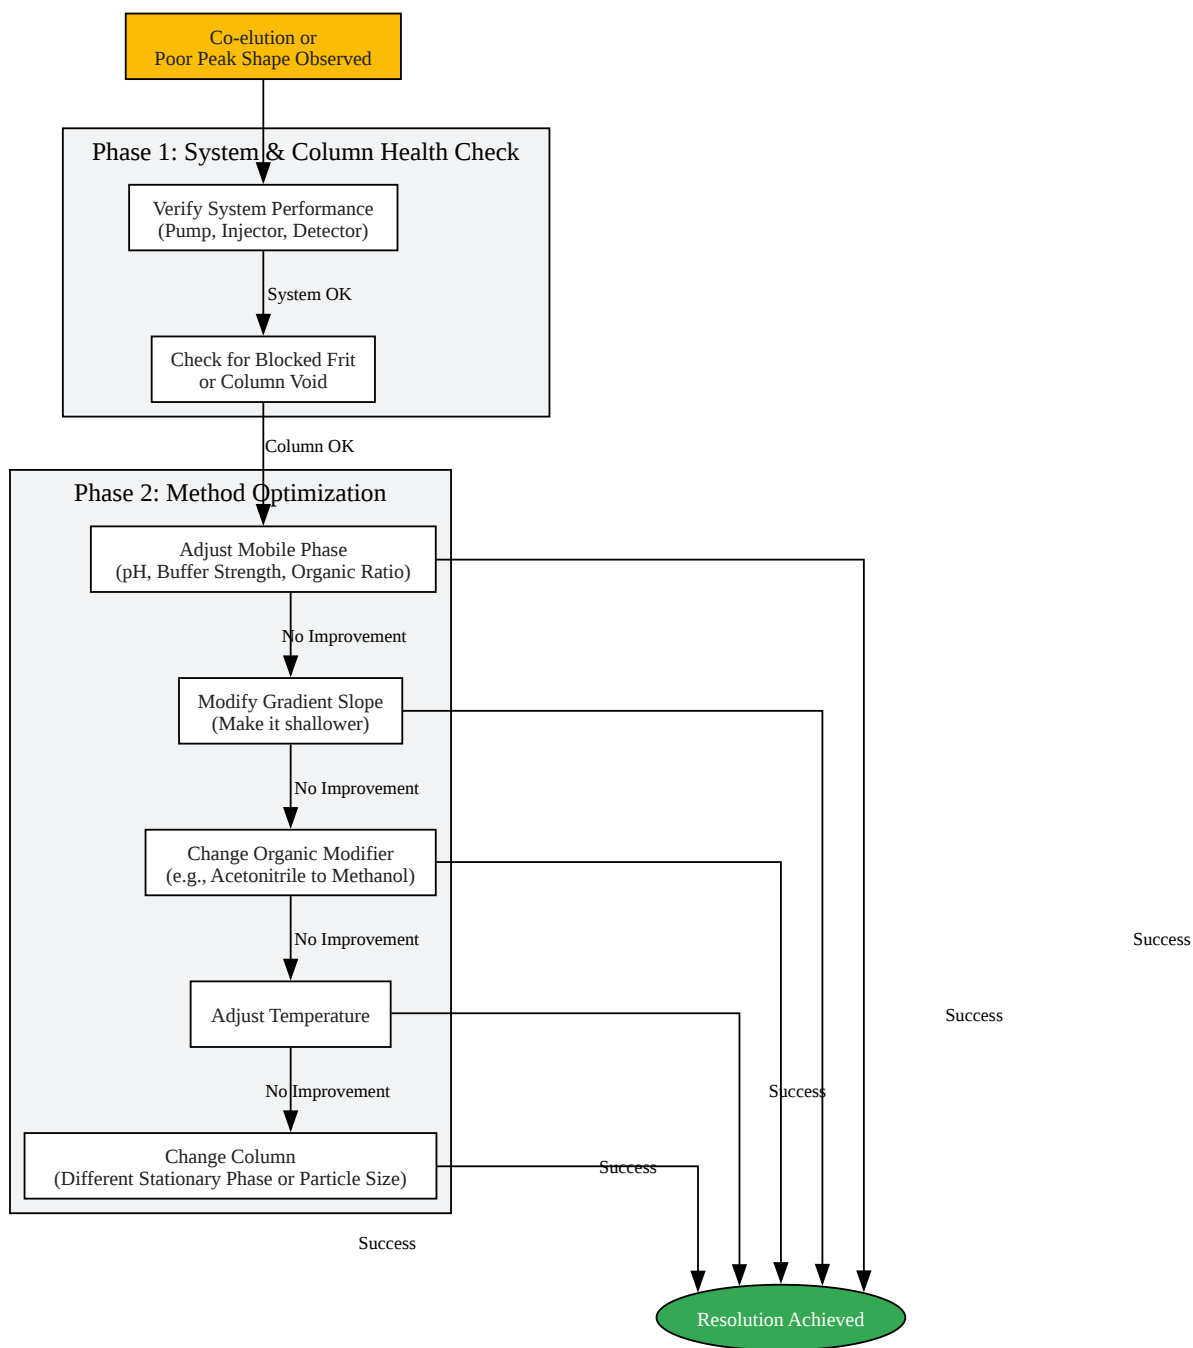 Co-elution or
Poor Peak Shape Observed
Phase 1: System & Column Health Check
Verify System Performance
(Pump, Injector, Detector)
System OK
Check for Blocked Frit
or Column Void
Column OK
Phase 2: Method Optimization
Adjust Mobile Phase
(pH, Buffer Strength, Organic Ratio)
No Improvement
Modify Gradient Slope
(Make it shallower)
No Improvement
Change Organic Modifier
(e.g., Acetonitrile to Methanol)
No Improvement
Success
Adjust Temperature
Success
No Improvement
Success
Change Column
(Different Stationary Phase or Particle Size)
Success
Success
Resolution Achieved